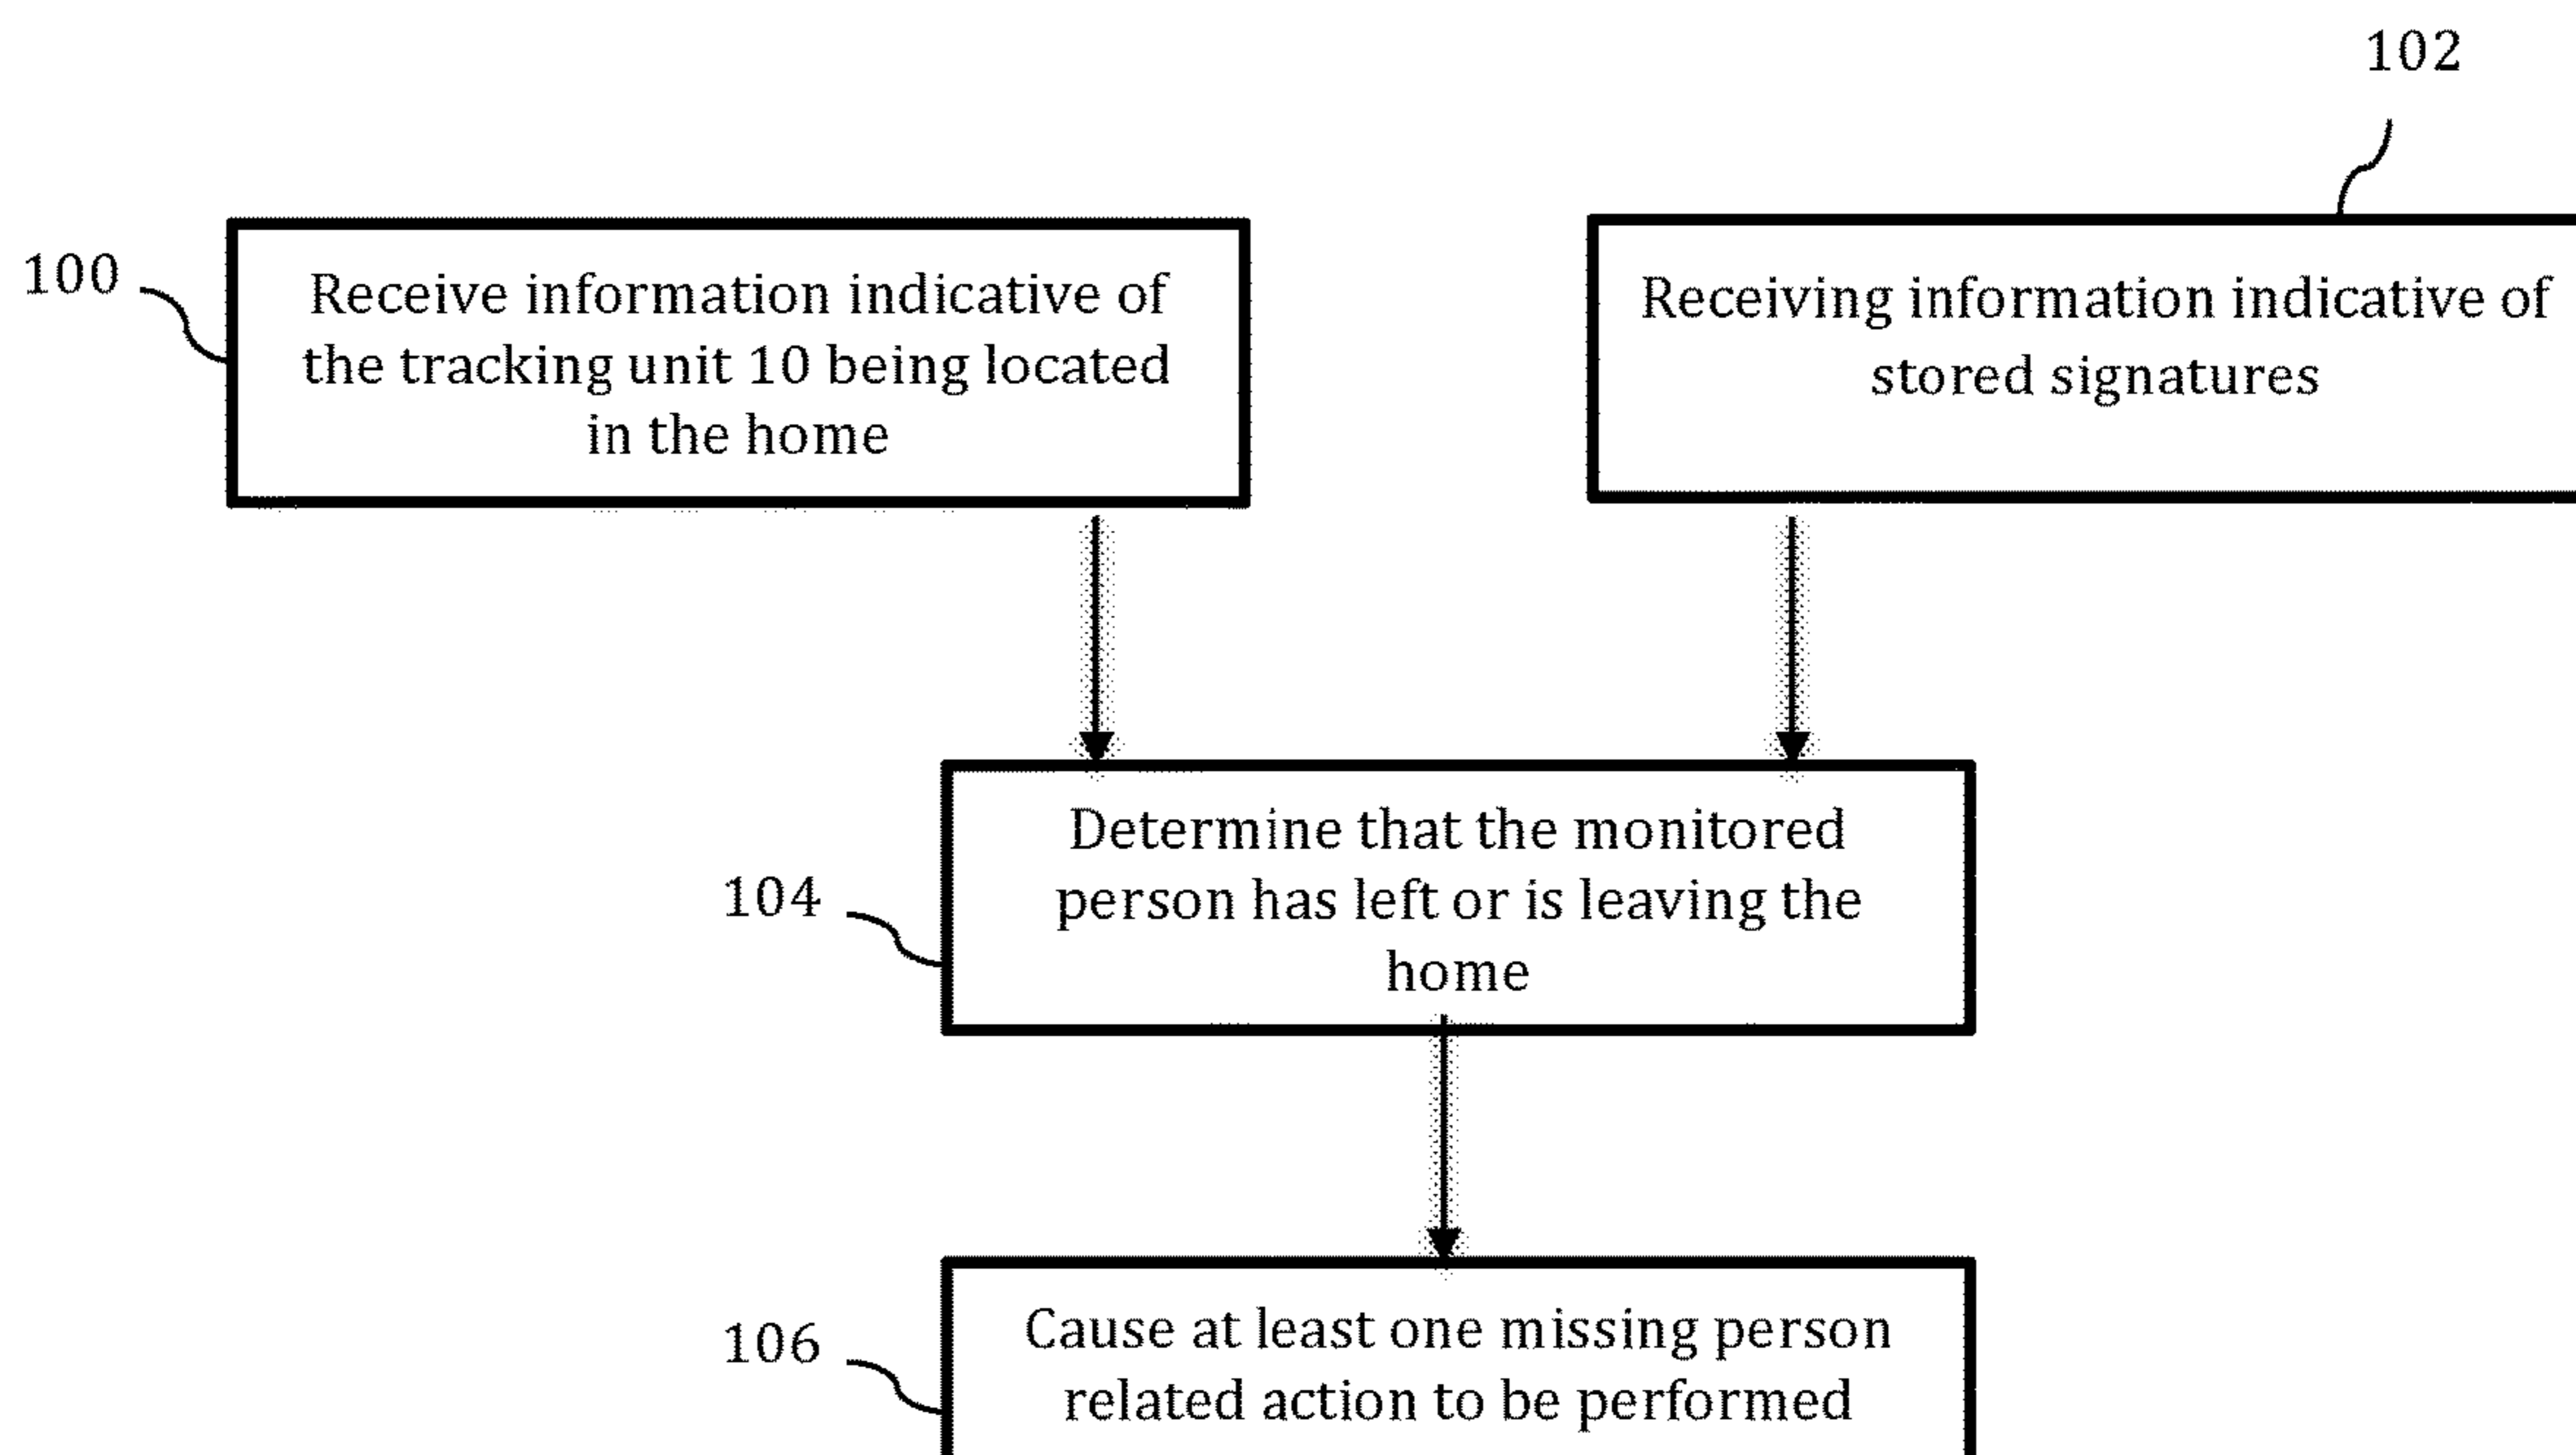 102
100
Receive information indicative of
the tracking unit 10 being located
in the home
Receiving information indicative of
stored signatures
104
Determine that the monitored
person has left or is leaving the
home
106
Cause at least one missing person
related action to be performed